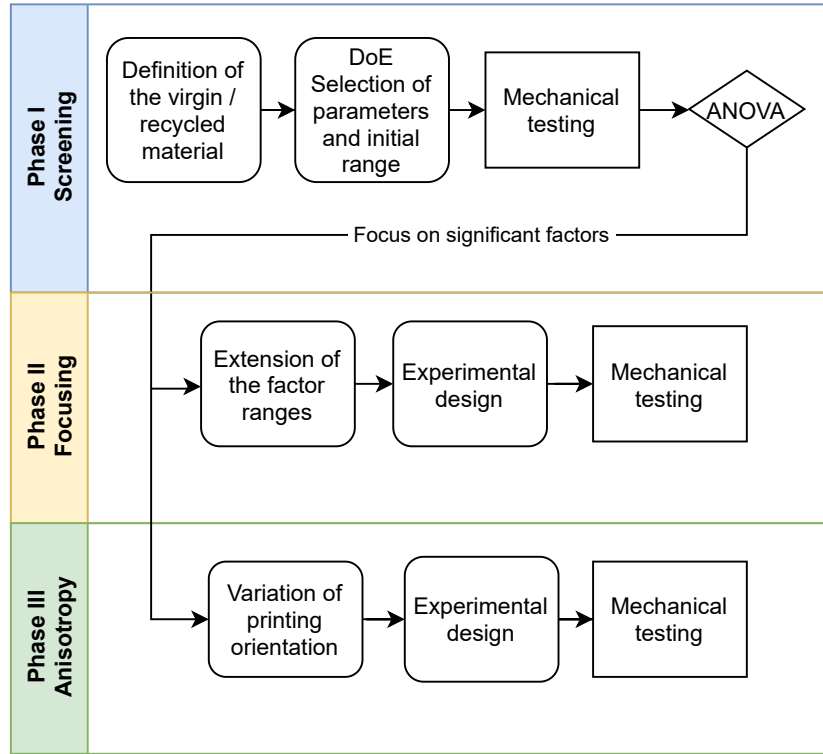 Phase I
Screening
Definition of
the virgin /
recycled
material
DoE
Selection of
parameters
and initial
range
Mechanical
testing
ANOVA
Focus on significant factors
Phase II
Focusing
Extension of
the factor
ranges
Experimental
design
Mechanical
testing
Phase III
Anisotropy
Variation of
printing
orientation
Experimental
design
Mechanical
testing